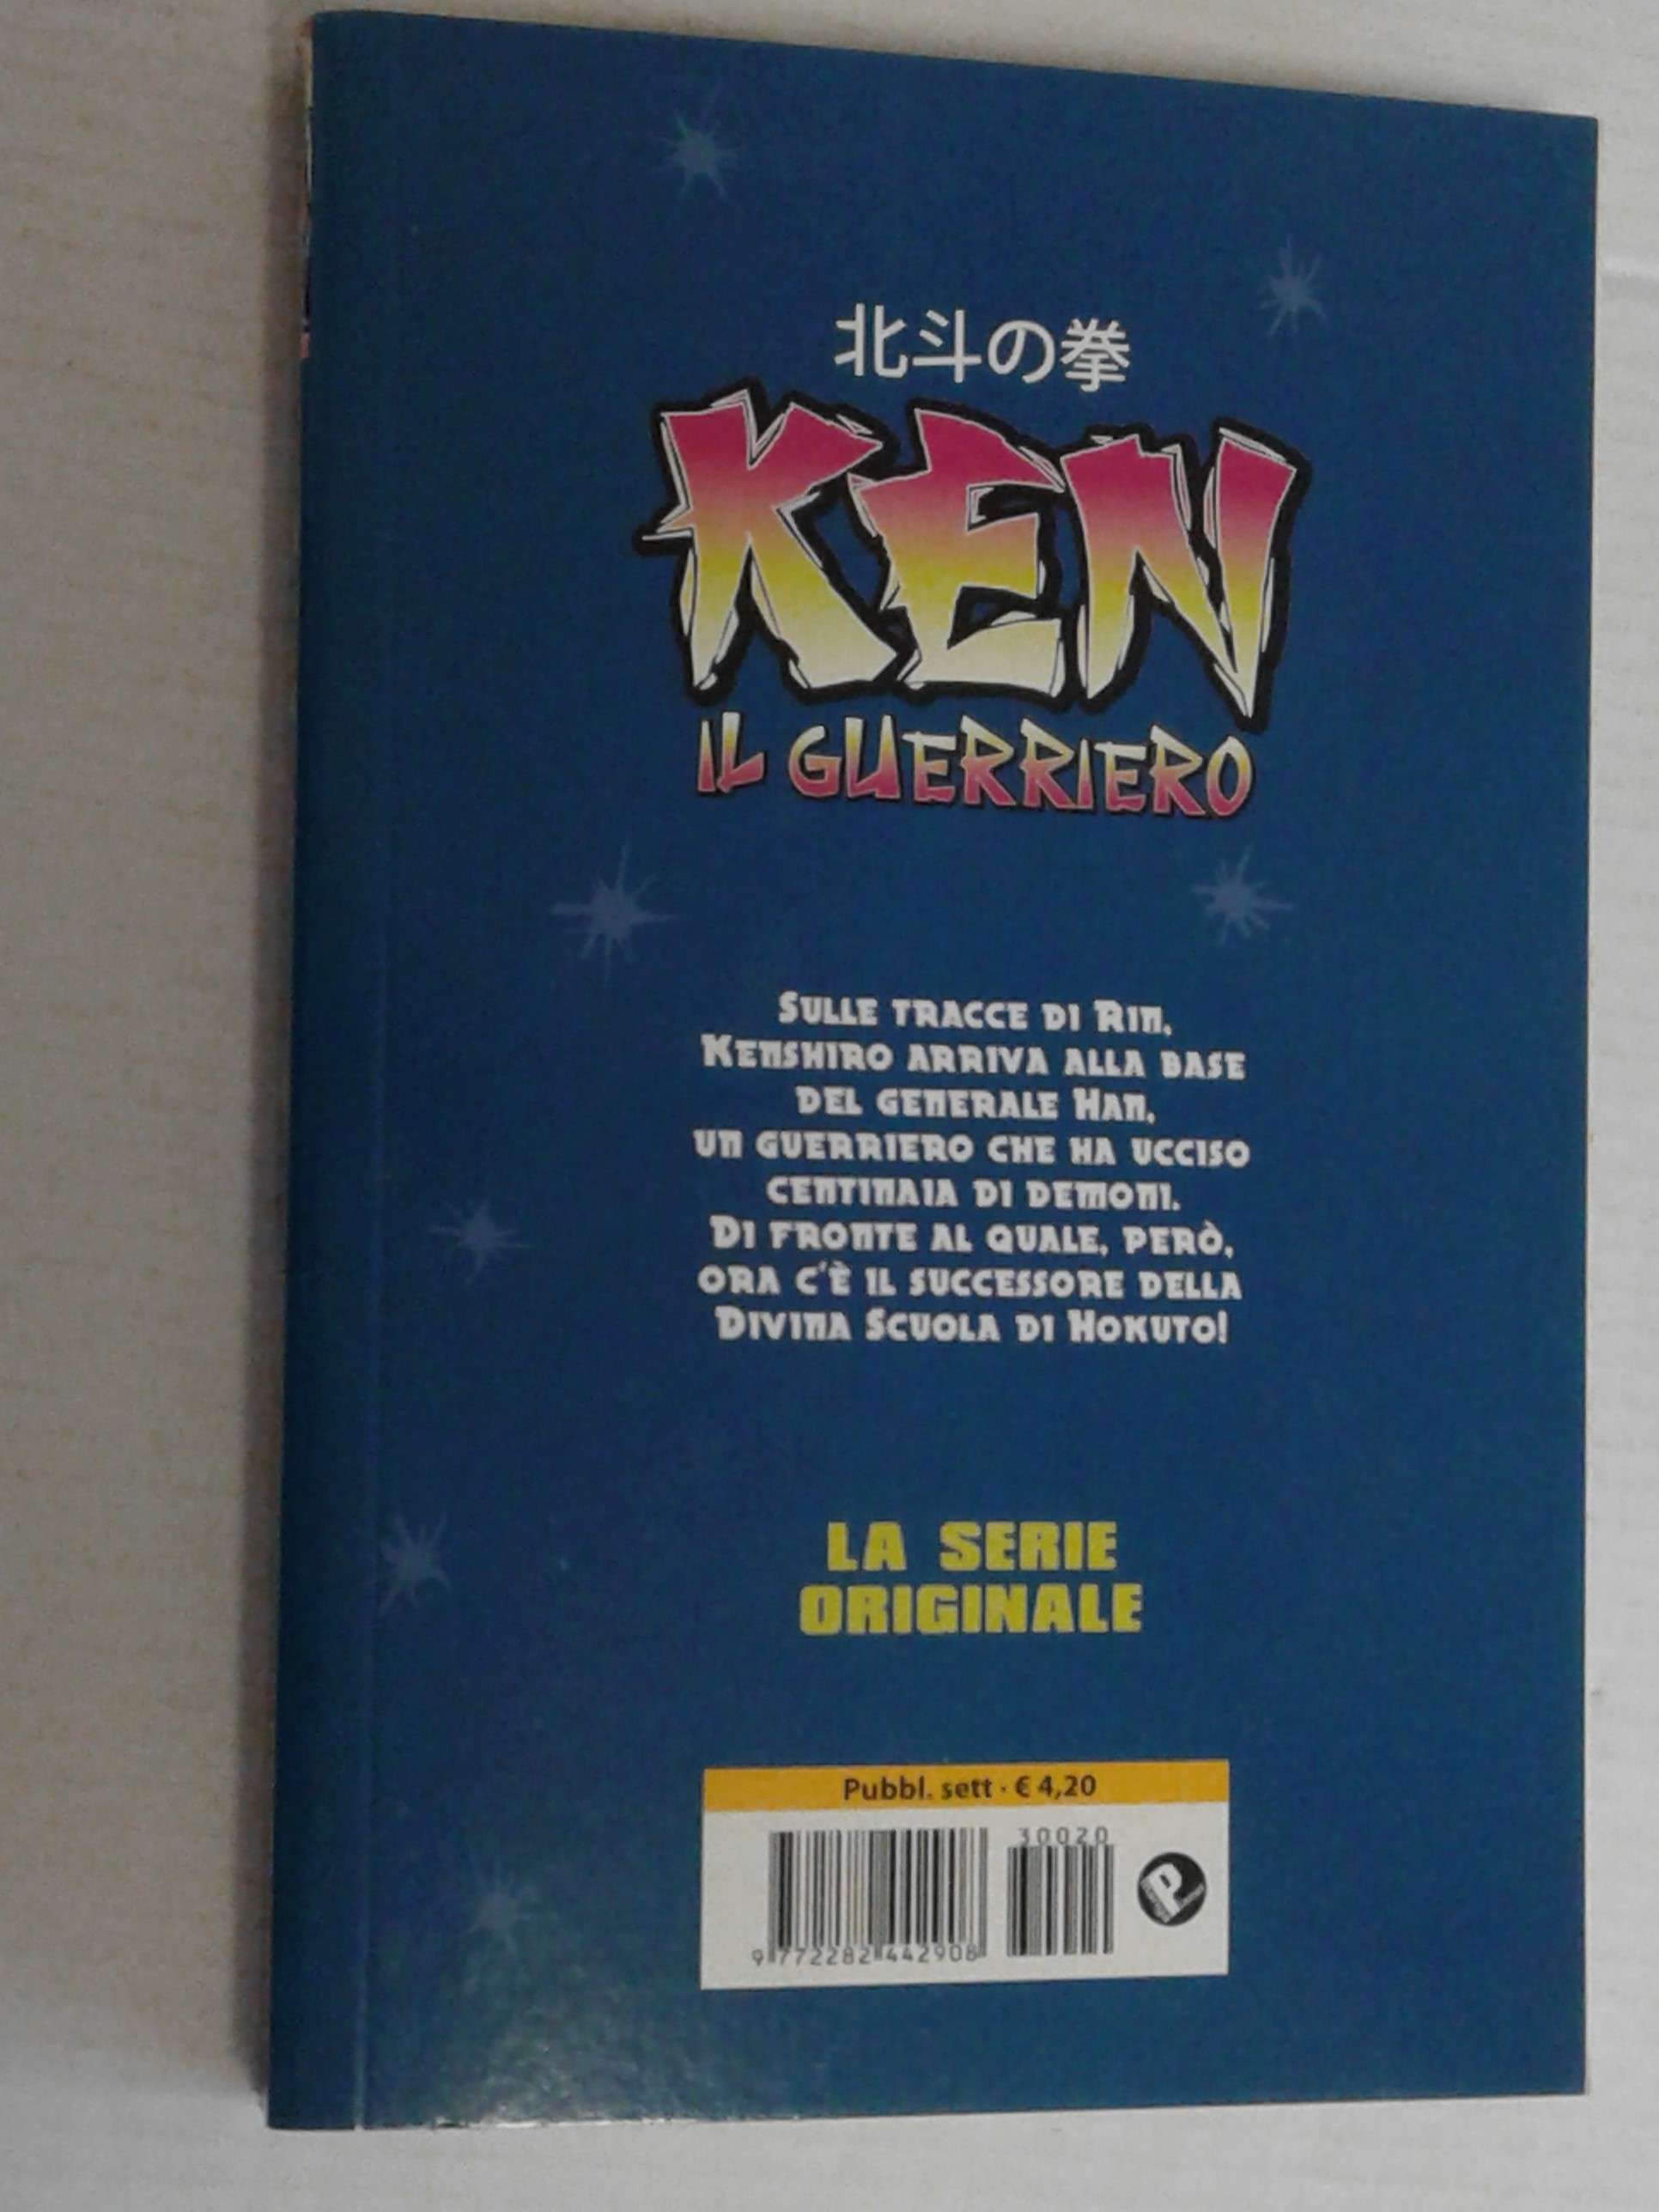 北斗の拳
KEN
IL GUERRIERO
SULLE TRACCE DI RIN,
KENSHIRO ARRIVA ALLA BASE
DEL GENERALE HAN,
UN GUERRIERO CHE HA UCCISO
CENTINAIA DI DEMONI.
DI FRONTE AL QUALE, PERÒ,
ORA C'È IL SUCCESSORE DELLA
DIVINA SCUOLA DI HOKUTO!
LA SERIE
ORIGINALE
Pubbl. sett · € 4,20
30020
9 772282 442908
P